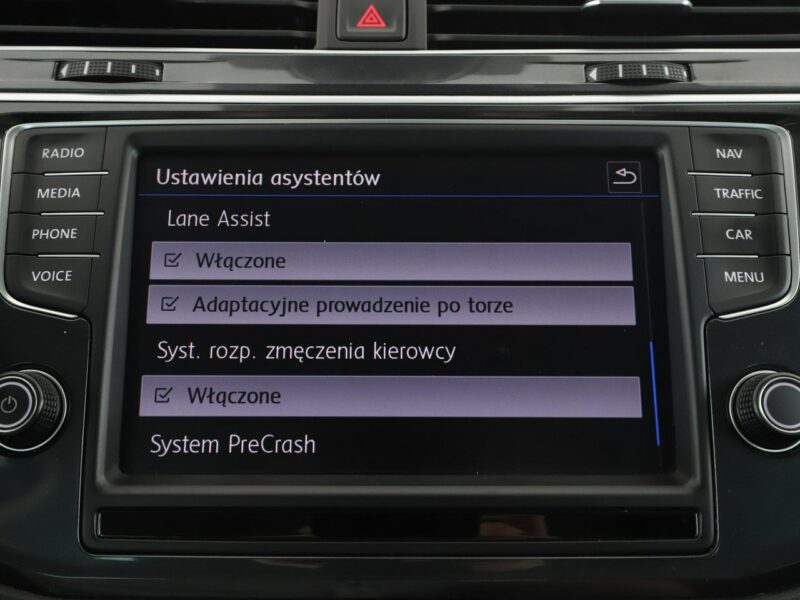 RADIO
MEDIA
PHONE
VOICE
Ustawienia asystentów
Lane Assist
Włączone
Adaptacyjne prowadzenie po torze
Syst. rozp. zmęczenia kierowcy
Włączone
System PreCrash
NAV
TRAFFIC
CAR
MENU